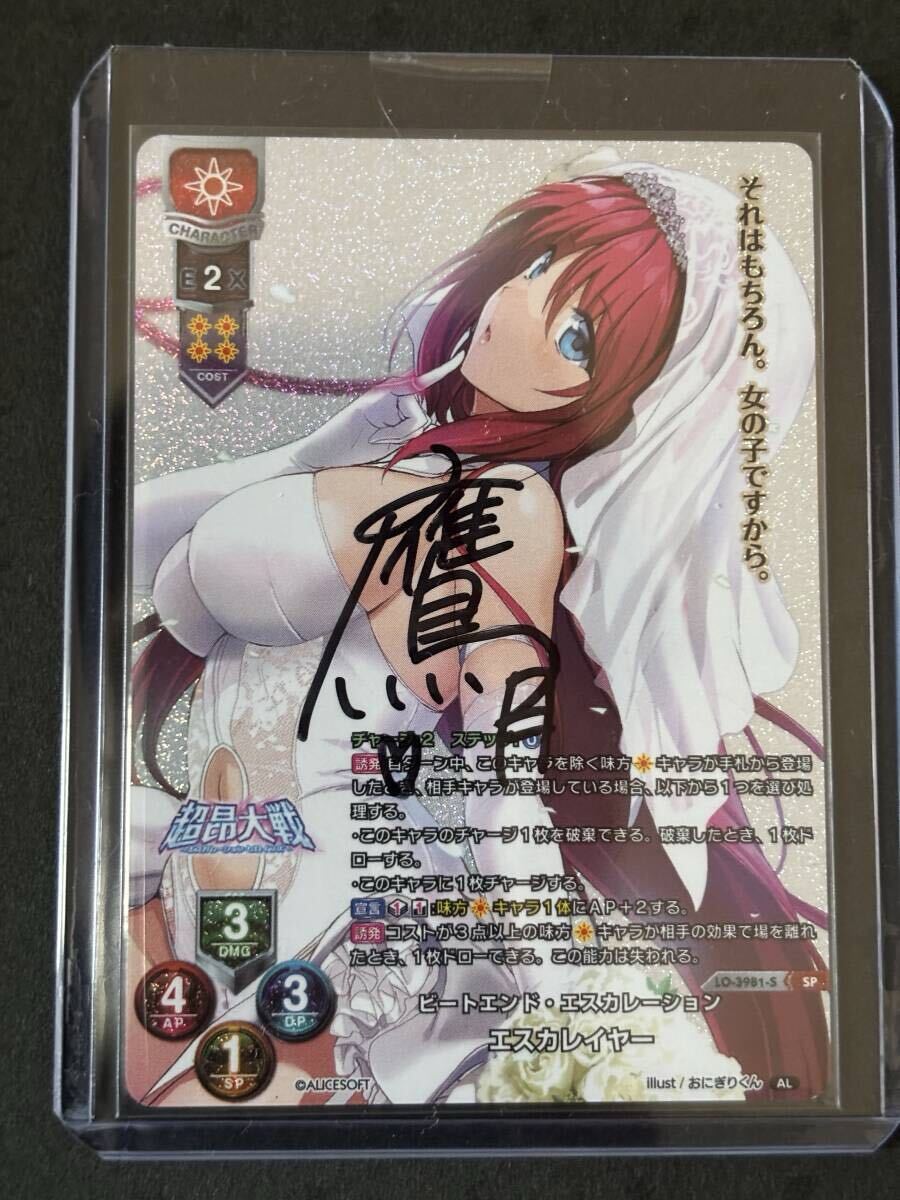 CHARACTER
E 2 X
COST
それはもちろん。女の子ですから。
鷹月
チャージ:2 ステップ:0
誘発 自ターン中、このキャラを除く味方キャラが手札から登場
したとき、相手キャラが登場している場合、以下から1つを選び処
理する。
・このキャラのチャージ1枚を破棄できる。破棄したとき、1枚ド
ローする。
・このキャラに1枚チャージする。
宣言 1 T:味方キャラ1体にAP+2する。
誘発 コストが3点以上の味方キャラが相手の効果で場を離れ
たとき、1枚ドローできる。この能力は失われる。
超昂大戦
3
DMG
4
AP
3
DP
1
SP
LO-3981-S SP
ビートエンド・エスカレーション
エスカレイヤー
©ALICESOFT
illust / おにぎりくん AL